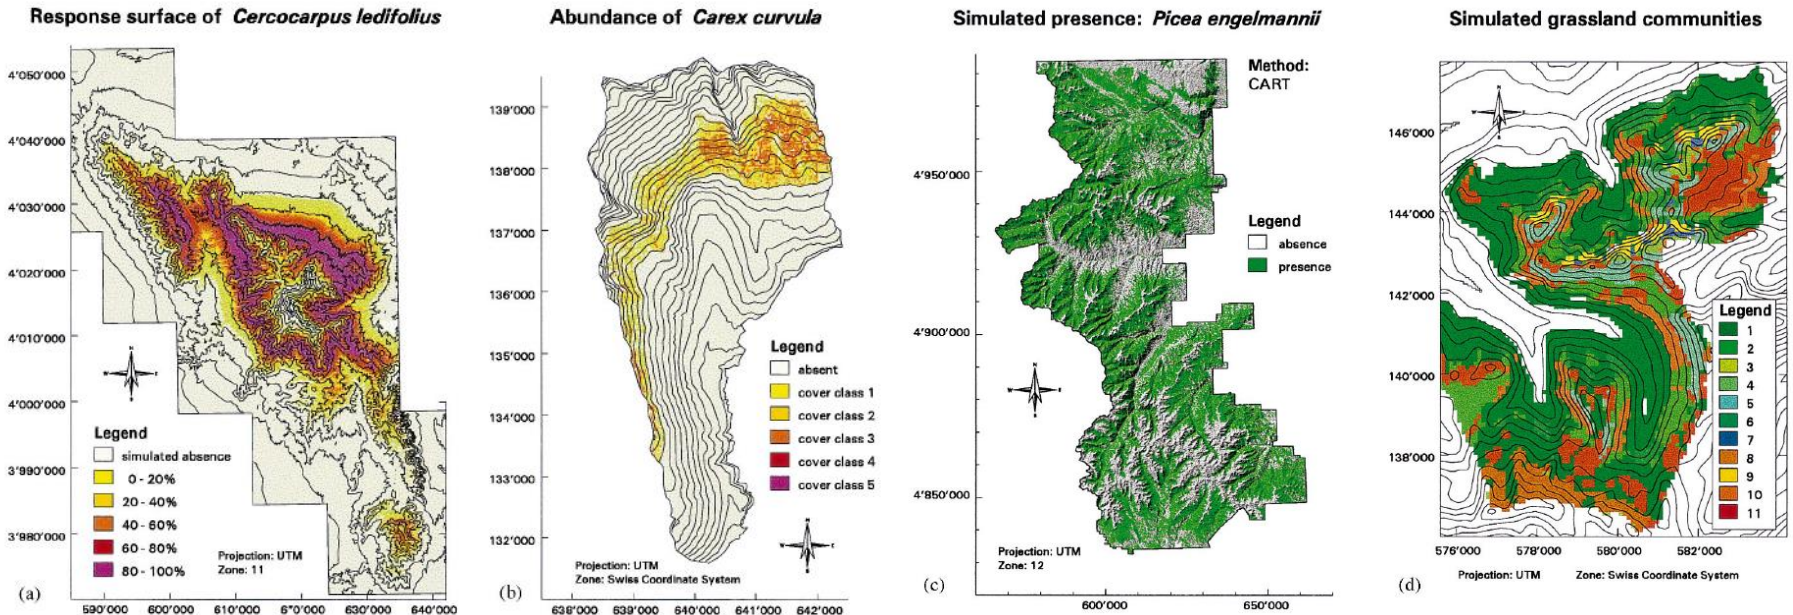 Response surface of Cercocarpus ledifolius
4'050'000
4'040'000
4'030'000
4'020'000
4'010'000
4'000'000
3'990'000
3'980'000
N
W E
S
Legend
simulated absence
0 - 20%
20 - 40%
40 - 60%
60 - 80%
80 - 100%
Projection: UTM
Zone: 11
(a)
590'000 600'000 610'000 670'000 630'000 640'000
Abundance of Carex curvula
139'000
138'000
137'000
136'000
135'000
134'000
133'000
132'000
Legend
absent
cover class 1
cover class 2
cover class 3
cover class 4
cover class 5
N
W E
S
Projection: UTM
Zone: Swiss Coordinate System
(b)
638'000 639'000 640'000 641'000 642'000
Simulated presence: Picea engelmannii
Method:
CART
4'950'000
4'900'000
4'850'000
Legend
absence
presence
N
W E
S
Projection: UTM
Zone: 12
(c)
600'000 650'000
Simulated grassland communities
146'000
144'000
142'000
140'000
138'000
N
W E
S
Legend
1
2
3
4
5
6
7
8
9
10
11
576'000 578'000 580'000 582'000
Projection: UTM Zone: Swiss Coordinate System
(d)